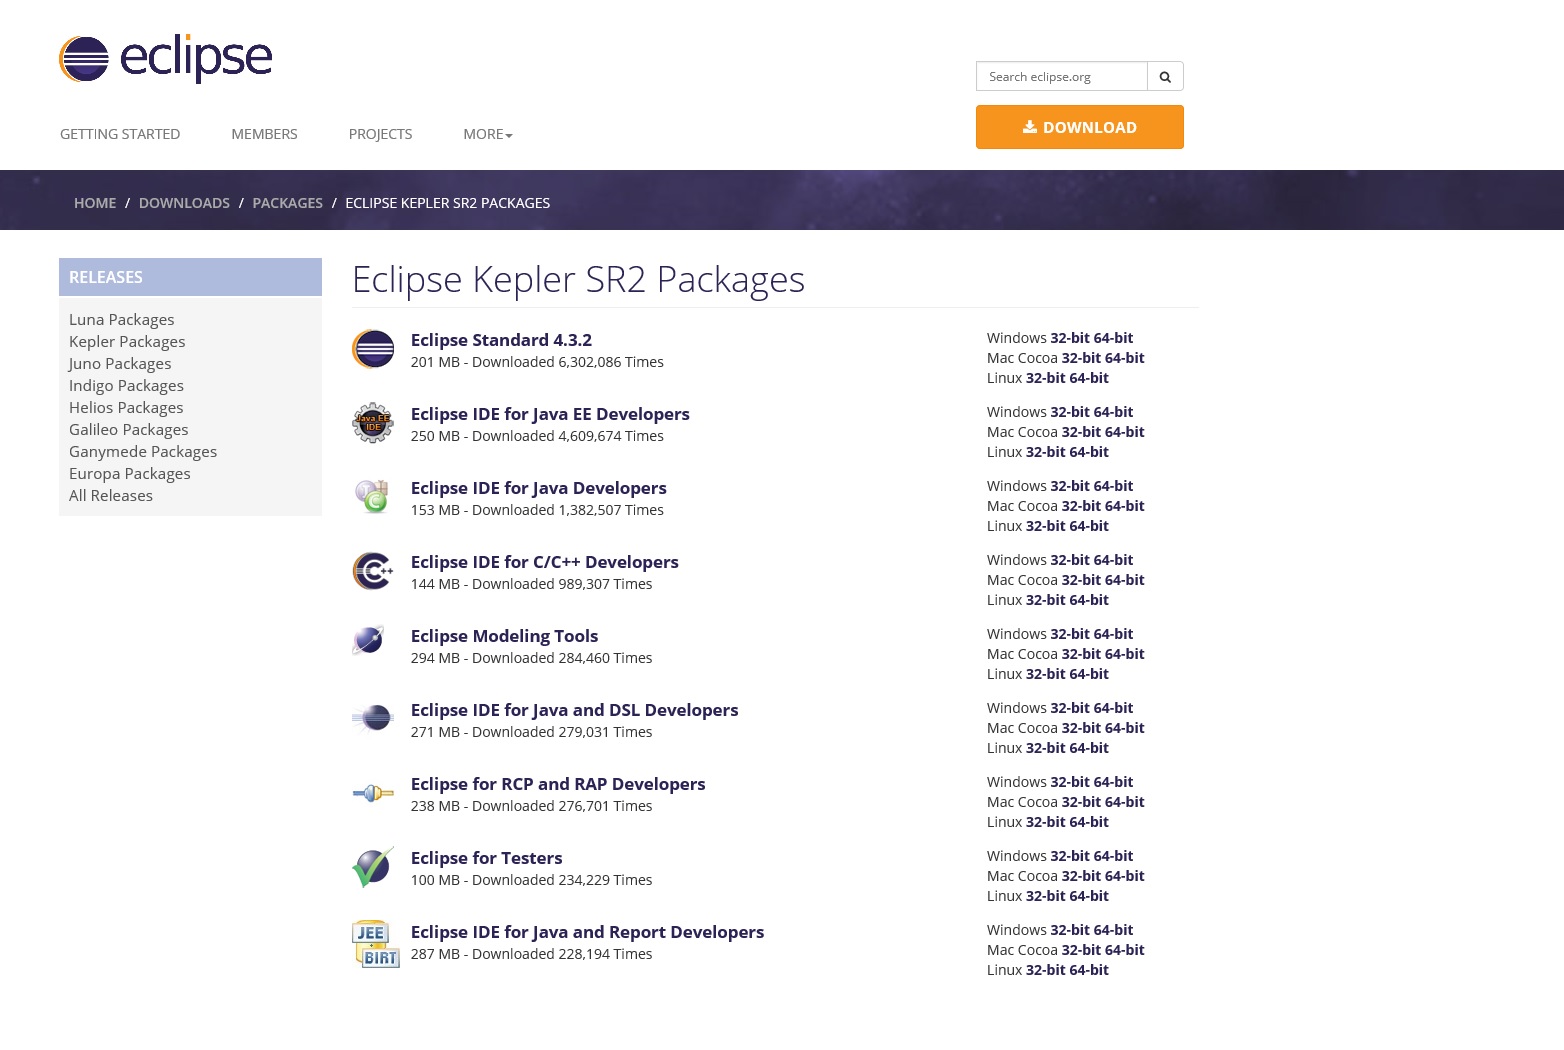 eclipse
Search eclipse.org
DOWNLOAD
GETTING STARTED MEMBERS PROJECTS MORE
HOME / DOWNLOADS / PACKAGES / ECLIPSE KEPLER SR2 PACKAGES
RELEASES
Luna Packages
Kepler Packages
Juno Packages
Indigo Packages
Helios Packages
Galileo Packages
Ganymede Packages
Europa Packages
All Releases
Eclipse Kepler SR2 Packages
Eclipse Standard 4.3.2
201 MB - Downloaded 6,302,086 Times
Windows 32-bit 64-bit
Mac Cocoa 32-bit 64-bit
Linux 32-bit 64-bit
Java EE
IDE
Eclipse IDE for Java EE Developers
250 MB - Downloaded 4,609,674 Times
Windows 32-bit 64-bit
Mac Cocoa 32-bit 64-bit
Linux 32-bit 64-bit
Eclipse IDE for Java Developers
153 MB - Downloaded 1,382,507 Times
Windows 32-bit 64-bit
Mac Cocoa 32-bit 64-bit
Linux 32-bit 64-bit
C++
Eclipse IDE for C/C++ Developers
144 MB - Downloaded 989,307 Times
Windows 32-bit 64-bit
Mac Cocoa 32-bit 64-bit
Linux 32-bit 64-bit
Eclipse Modeling Tools
294 MB - Downloaded 284,460 Times
Windows 32-bit 64-bit
Mac Cocoa 32-bit 64-bit
Linux 32-bit 64-bit
Eclipse IDE for Java and DSL Developers
271 MB - Downloaded 279,031 Times
Windows 32-bit 64-bit
Mac Cocoa 32-bit 64-bit
Linux 32-bit 64-bit
Eclipse for RCP and RAP Developers
238 MB - Downloaded 276,701 Times
Windows 32-bit 64-bit
Mac Cocoa 32-bit 64-bit
Linux 32-bit 64-bit
Eclipse for Testers
100 MB - Downloaded 234,229 Times
Windows 32-bit 64-bit
Mac Cocoa 32-bit 64-bit
Linux 32-bit 64-bit
JEE
+
BIRT
Eclipse IDE for Java and Report Developers
287 MB - Downloaded 228,194 Times
Windows 32-bit 64-bit
Mac Cocoa 32-bit 64-bit
Linux 32-bit 64-bit